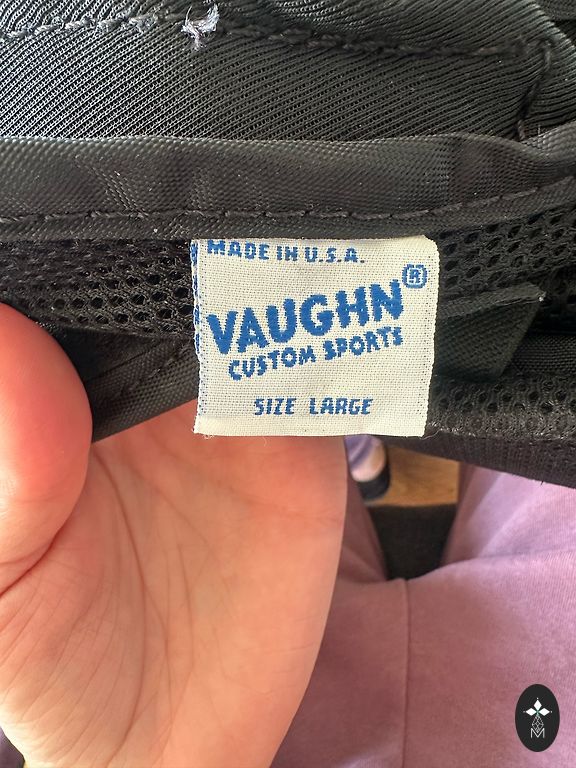 MADE IN U.S.A.
VAUGHN®
CUSTOM SPORTS
SIZE LARGE